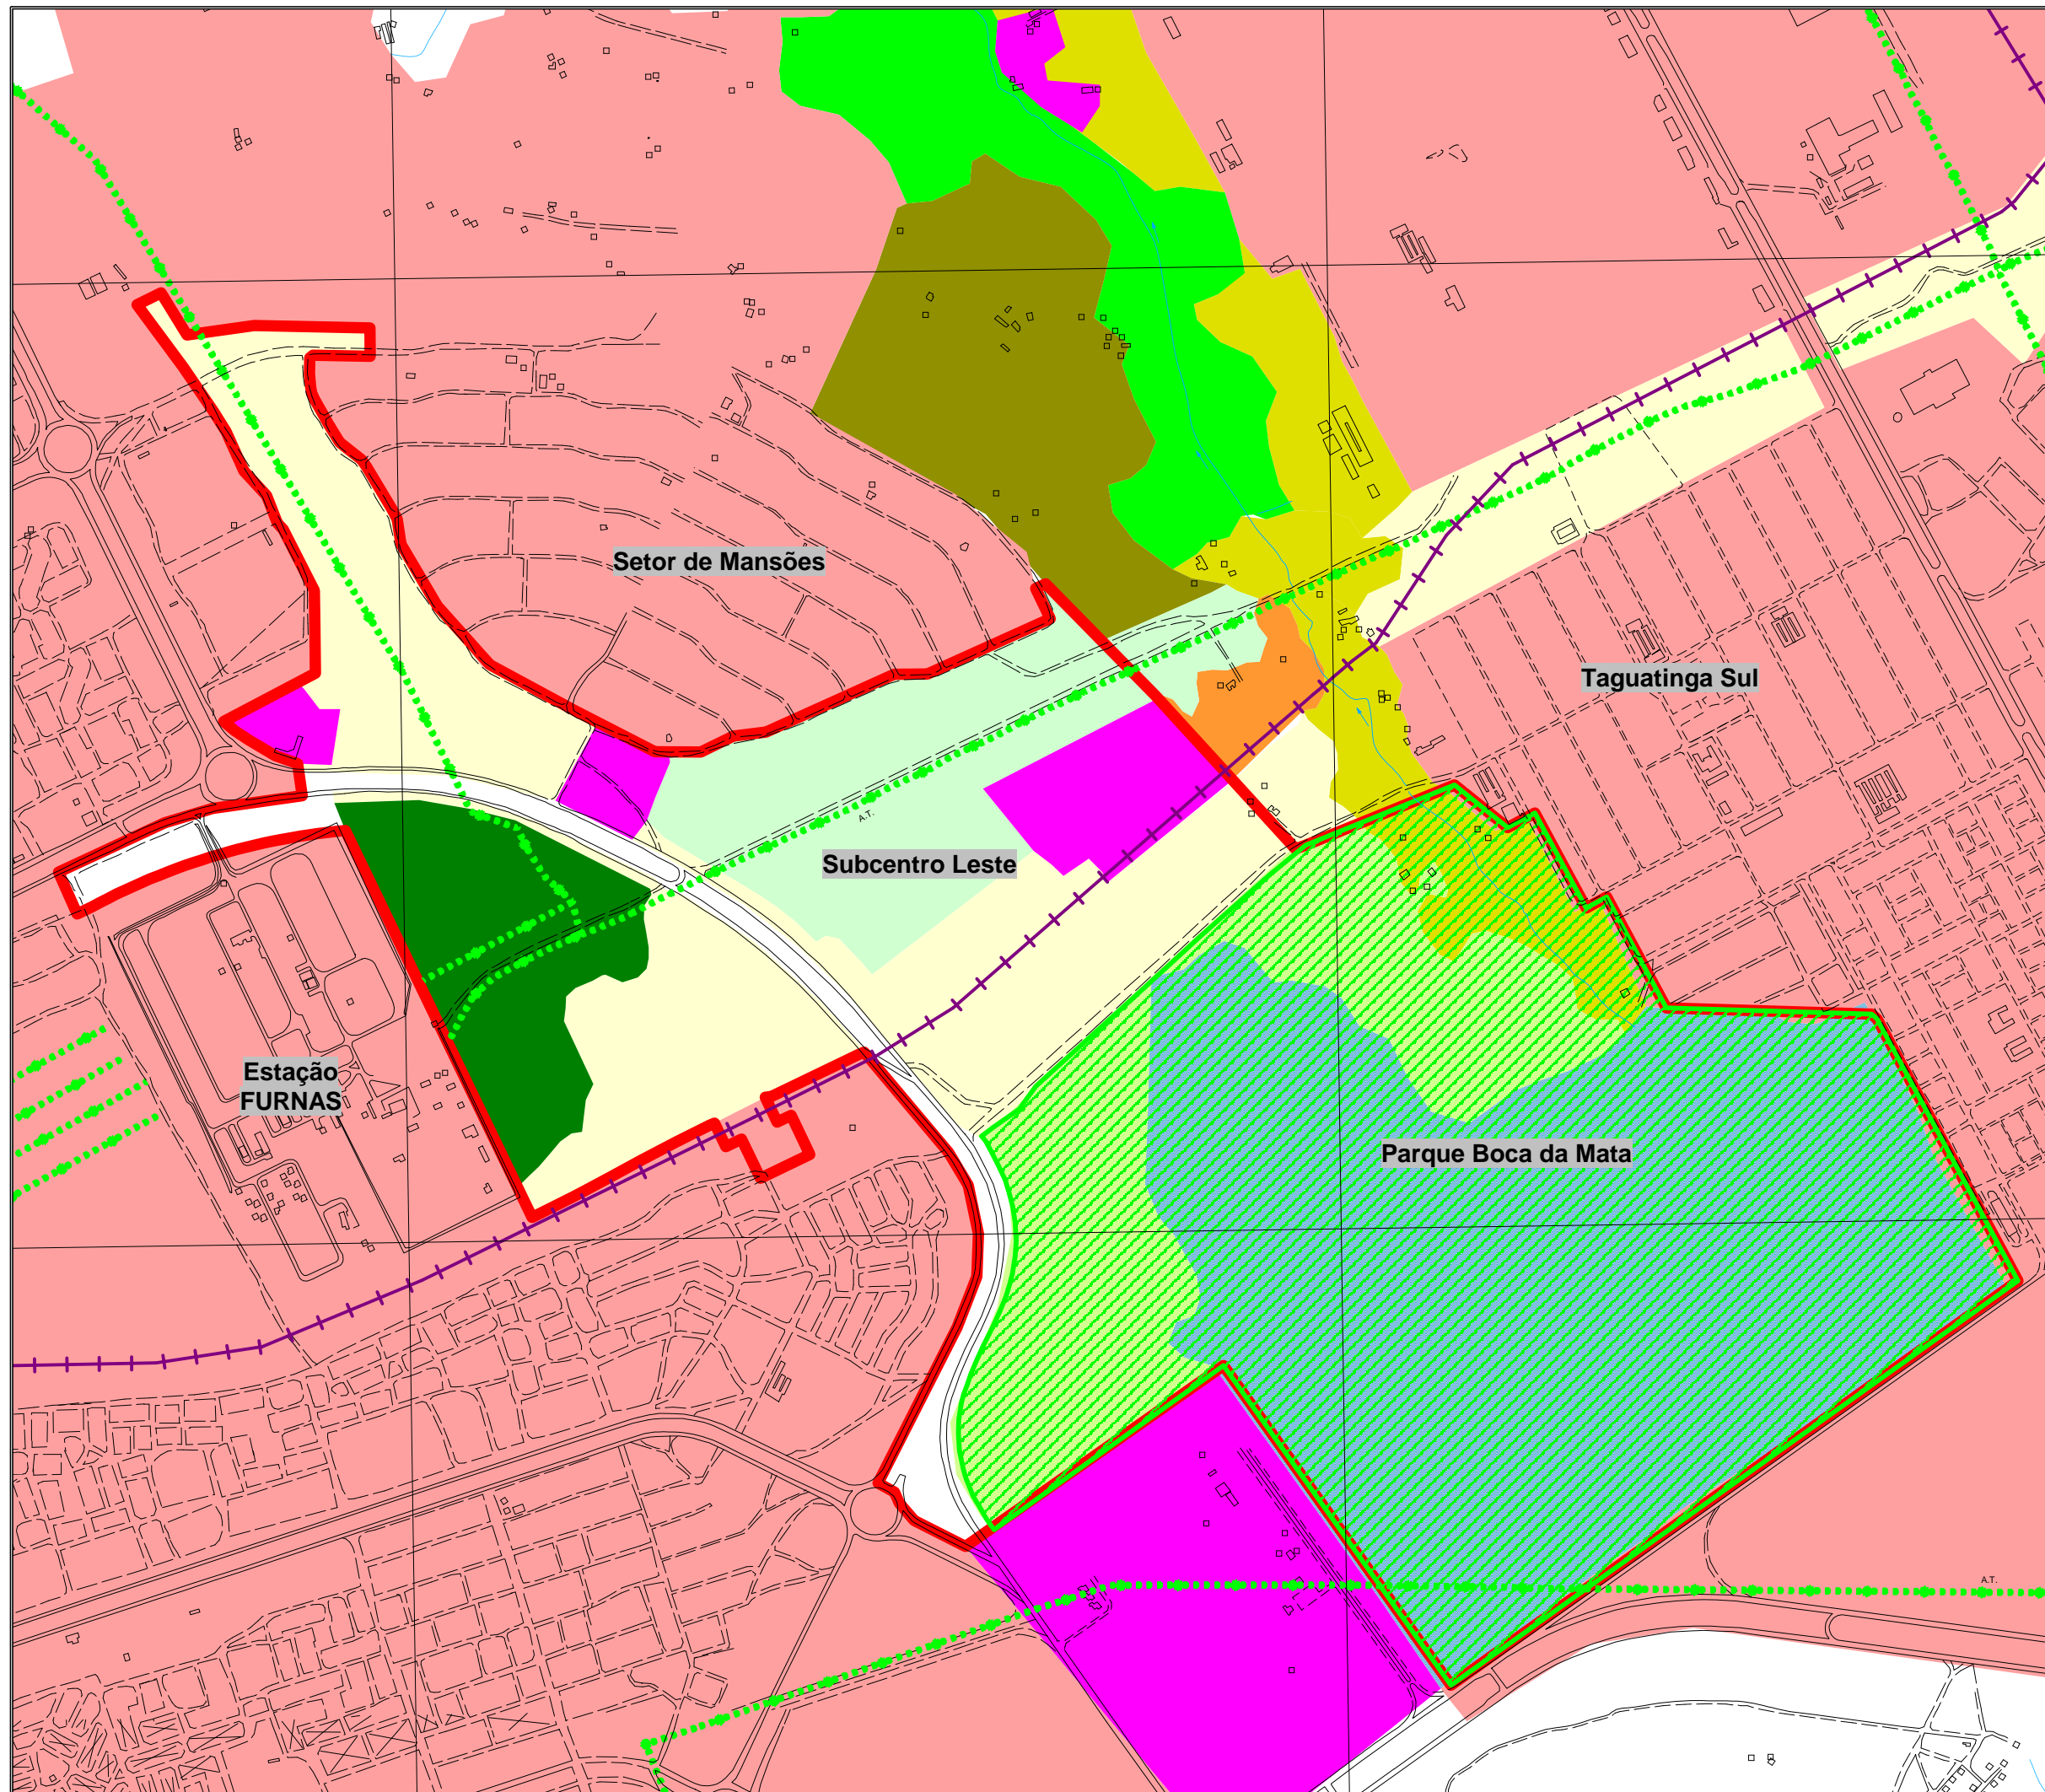 Setor de Mansões
Taguatinga Sul
A.T.
Subcentro Leste
Estação
FURNAS
Parque Boca da Mata
A.T.